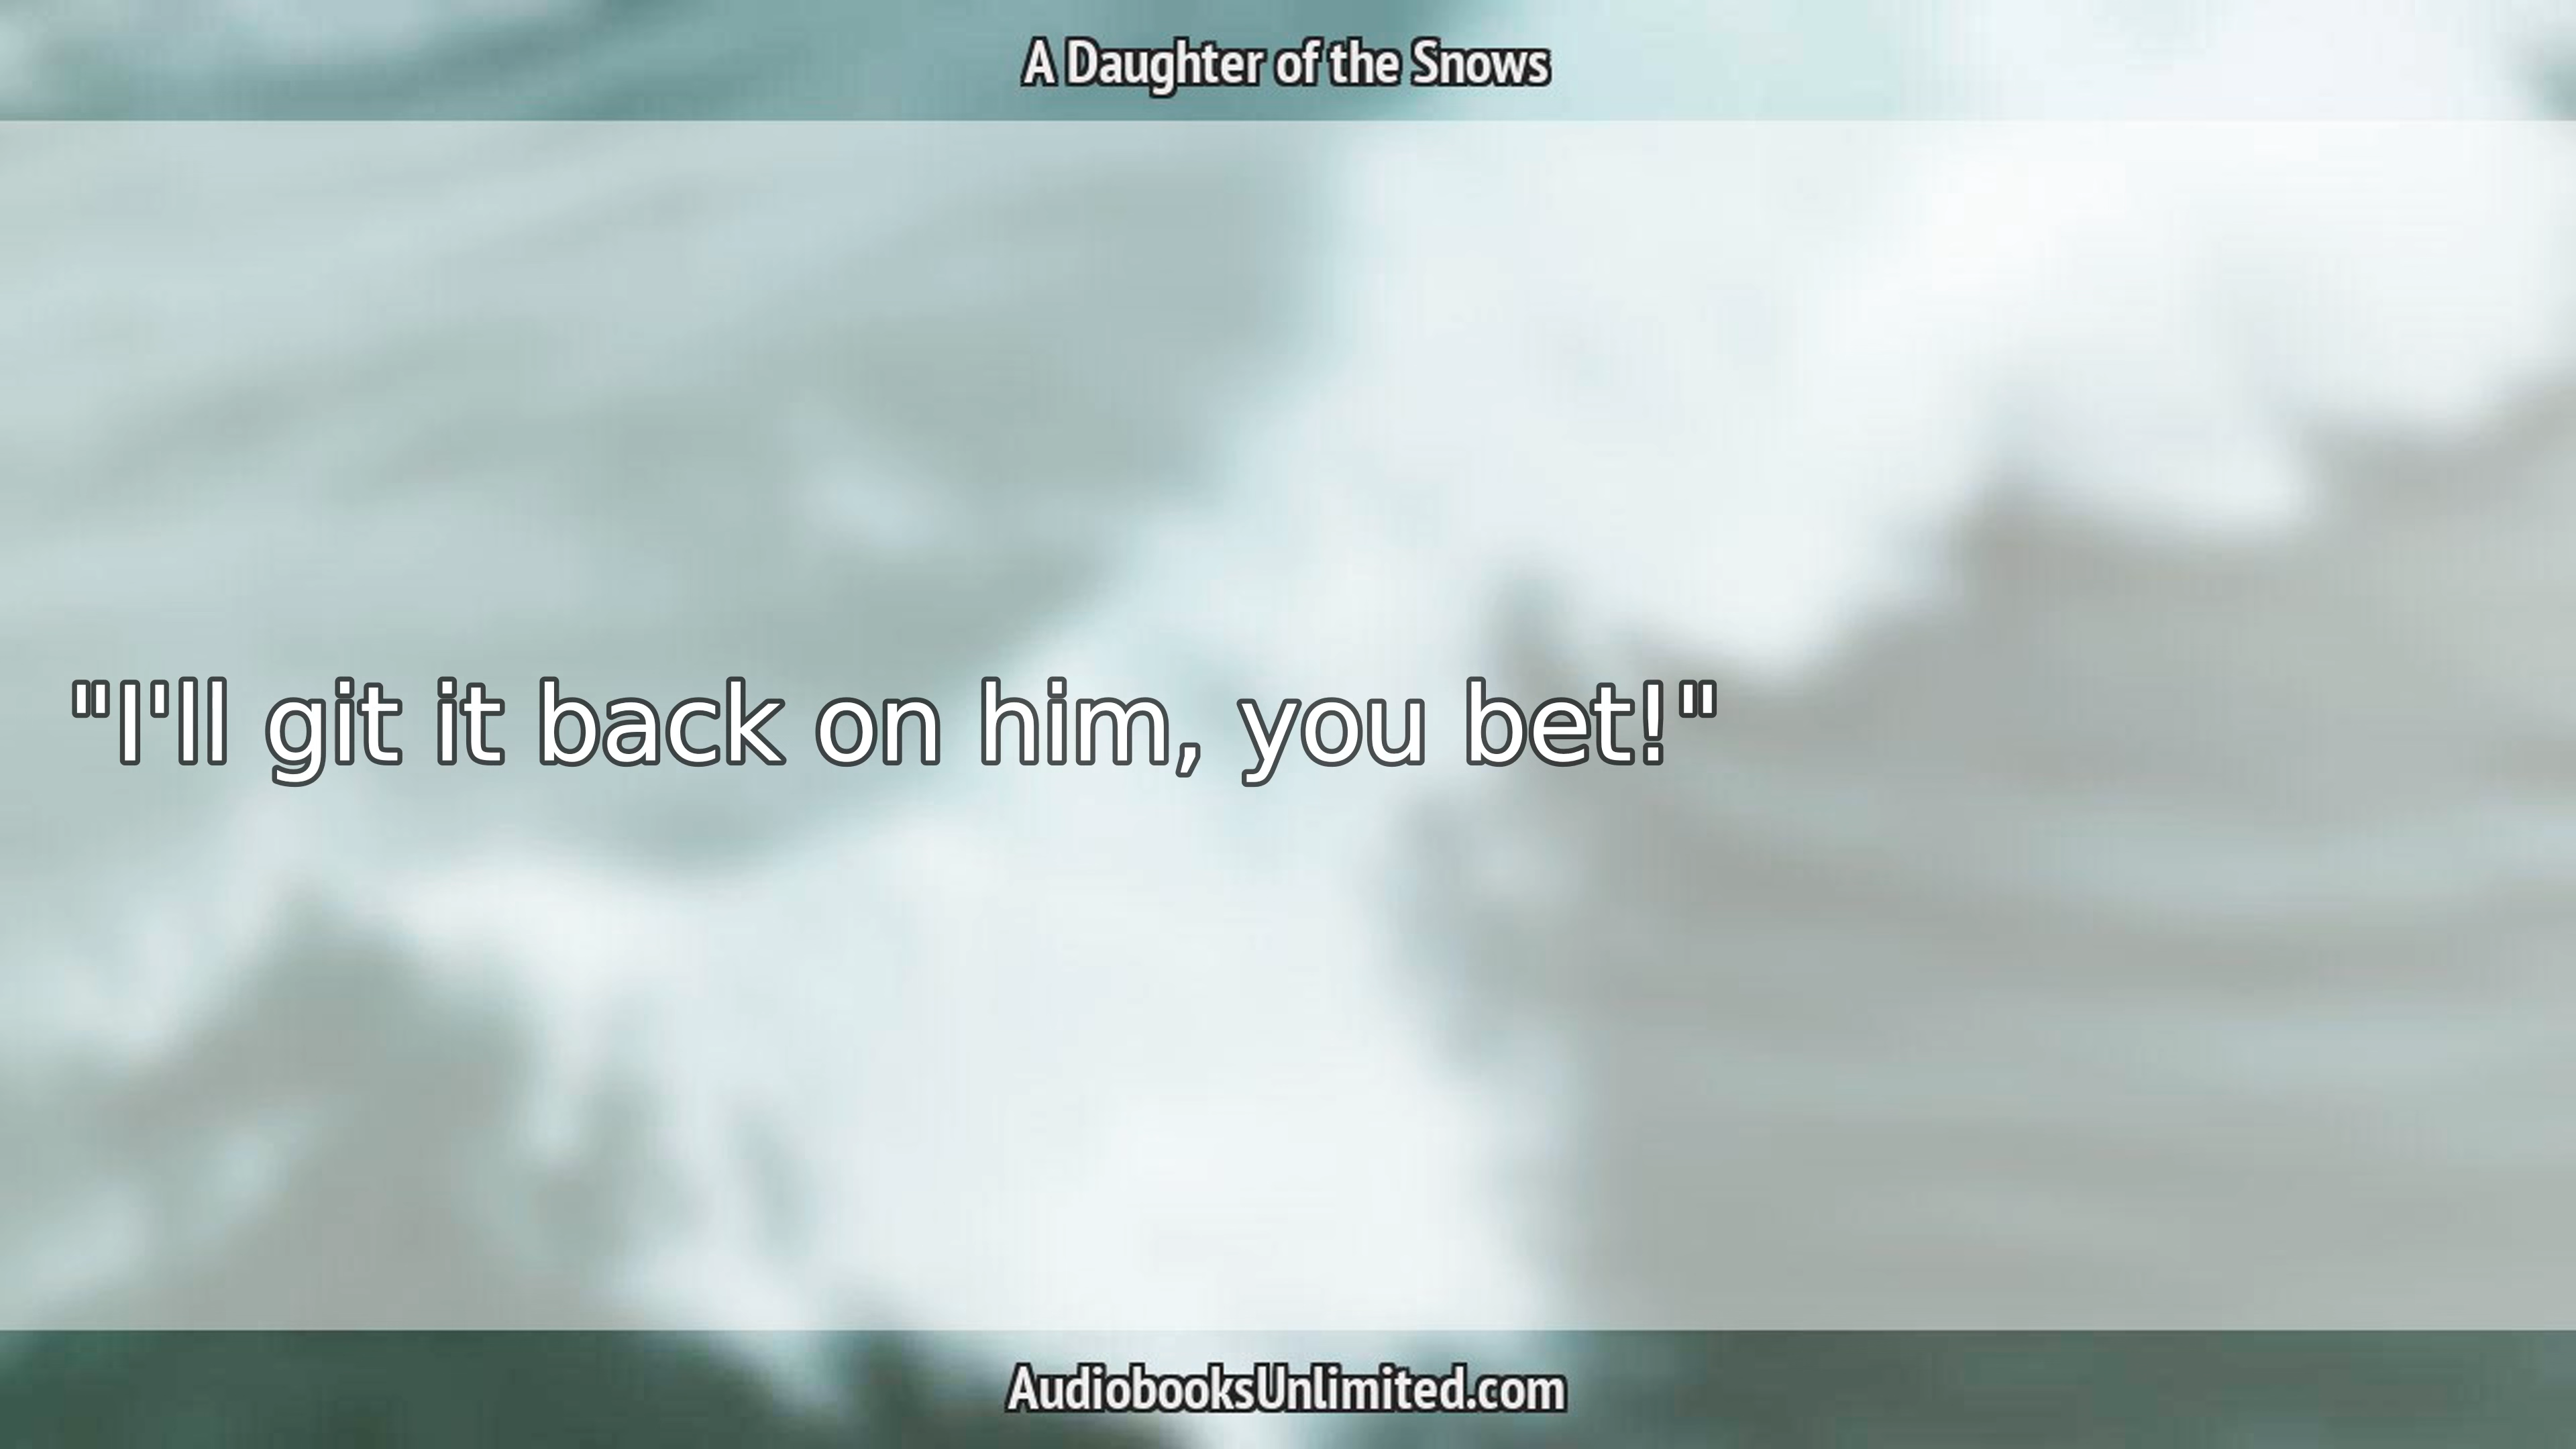 A Daughter of the Snows
"I'll git it back on him, you bet!"
AudiobooksUnlimited.com